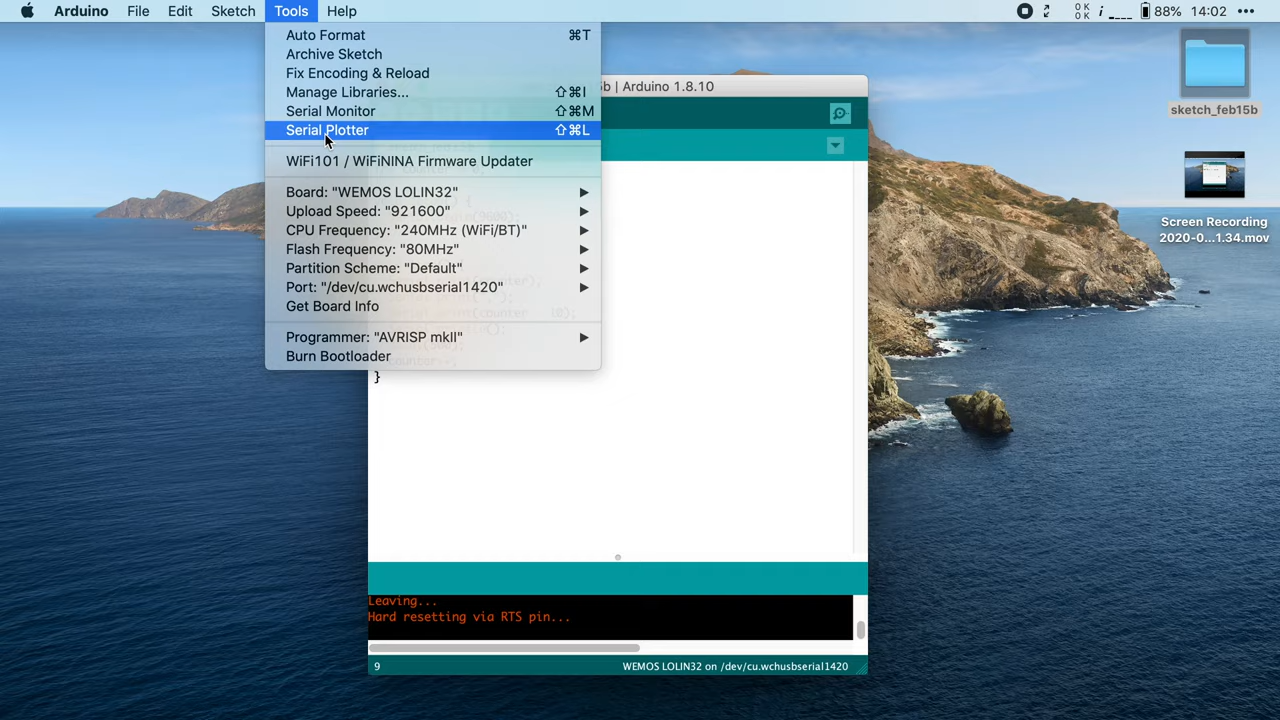 Arduino File Edit Sketch Tools Help 0 K 0 K i 88% 14:02 •••
Auto Format ⌘T
Archive Sketch
Fix Encoding & Reload
Manage Libraries... ⇧⌘I
Serial Monitor ⇧⌘M
Serial Plotter ⇧⌘L
WiFi101 / WiFiNINA Firmware Updater
Board: "WEMOS LOLIN32"
Upload Speed: "921600"
CPU Frequency: "240MHz (WiFi/BT)"
Flash Frequency: "80MHz"
Partition Scheme: "Default"
Port: "/dev/cu.wchusbserial1420"
Get Board Info
Programmer: "AVRISP mkII"
Burn Bootloader
b | Arduino 1.8.10
}
Leaving...
Hard resetting via RTS pin...
9 WEMOS LOLIN32 on /dev/cu.wchusbserial1420
sketch_feb15b
Screen Recording
2020-0...1.34.mov